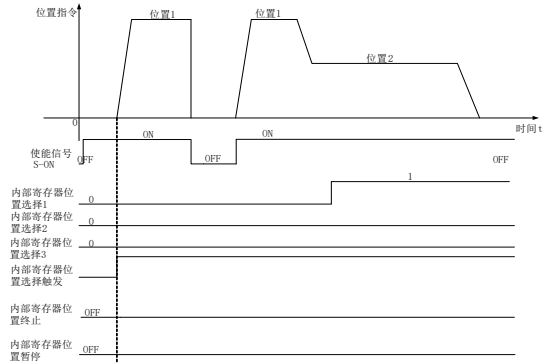 位置指令
位置1
位置1
位置2
0
时间t
使能信号
S-ON
OFF
ON
OFF
ON
OFF
内部寄存器位
置选择1
0
1
内部寄存器位
置选择2
0
内部寄存器位
置选择3
0
内部寄存器位
置选择触发
内部寄存器位
置终止
OFF
内部寄存器位
置暂停
OFF